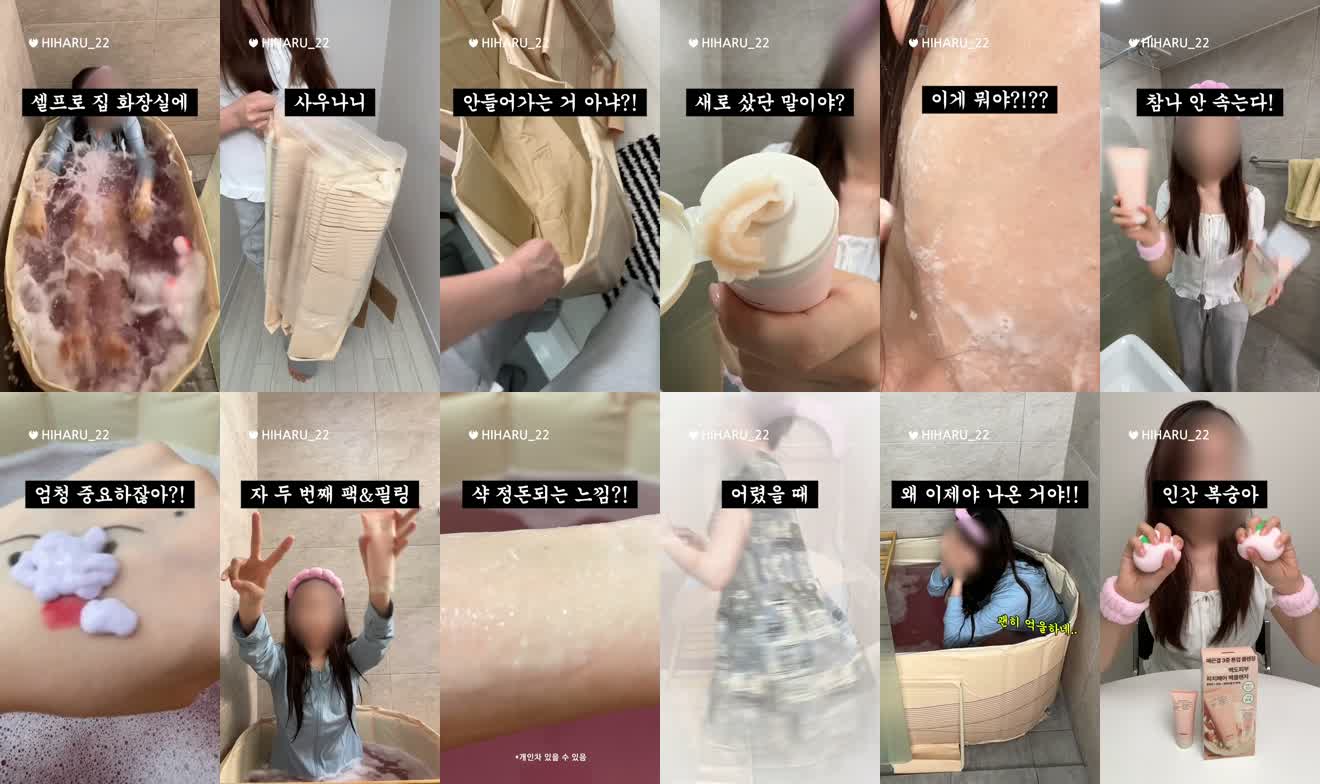 HIHARU_22
셀프로 집 화장실에
HIHARU_22
사우나니
HIHARU_22
안들어가는 거 아냐?!
HIHARU_22
새로 샀단 말이야?
HIHARU_22
이게 뭐야?!??
HIHARU_22
참나 안 속는다!
HIHARU_22
엄청 중요하잖아?!
HIHARU_22
자 두 번째 팩&필링
HIHARU_22
샥 정돈되는 느낌?!
*개인차 있을 수 있음
HIHARU_22
어렸을 때
HIHARU_22
왜 이제야 나온 거야!!
괜히 억울하네..
HIHARU_22
인간 복숭아
백도피부